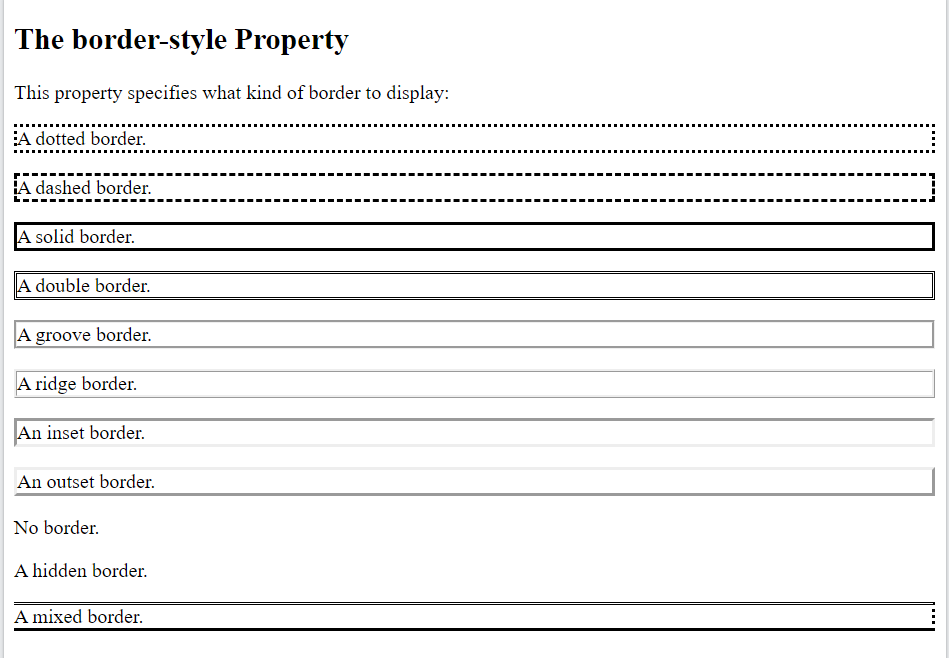 The border-style Property
This property specifies what kind of border to display:
A dotted border.
A dashed border.
A solid border.
A double border.
A groove border.
A ridge border.
An inset border.
An outset border.
No border.
A hidden border.
A mixed border.